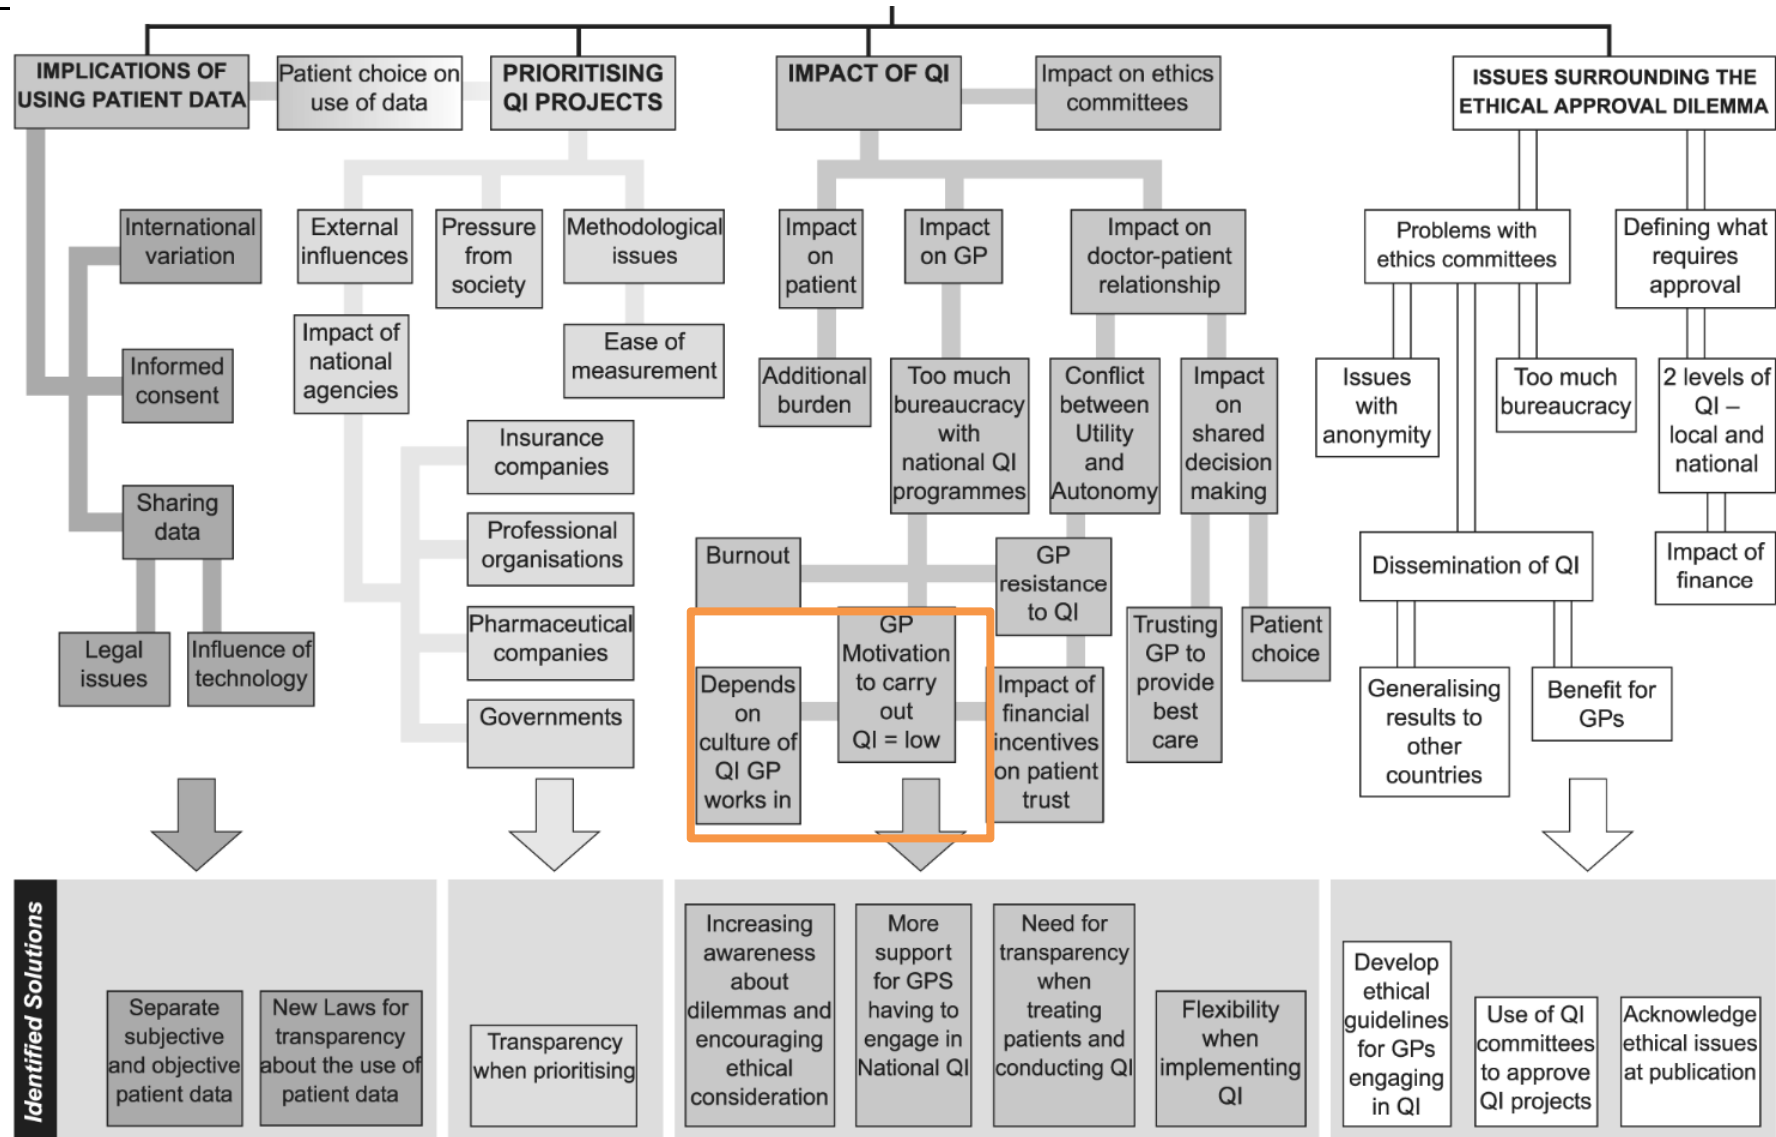 IMPLICATIONS OF
USING PATIENT DATA
Patient choice on
use of data
PRIORITISING
QI PROJECTS
IMPACT OF QI
Impact on ethics
committees
ISSUES SURROUNDING THE
ETHICAL APPROVAL DILEMMA
International
variation
Informed
consent
Sharing
data
Legal
issues
Influence of
technology
External
influences
Pressure
from
society
Methodological
issues
Impact of
national
agencies
Ease of
measurement
Insurance
companies
Professional
organisations
Pharmaceutical
companies
Governments
Impact
on
patient
Impact
on GP
Impact on
doctor-patient
relationship
Additional
burden
Too much
bureaucracy
with
national QI
programmes
Conflict
between
Utility
and
Autonomy
Impact
on
shared
decision
making
Burnout
GP
resistance
to QI
GP
Motivation
to carry
out
QI = low
Depends
on
culture of
QI GP
works in
Impact of
financial
incentives
on patient
trust
Trusting
GP to
provide
best
care
Patient
choice
Problems with
ethics committees
Defining what
requires
approval
Issues
with
anonymity
Too much
bureaucracy
2 levels of
QI –
local and
national
Dissemination of QI
Impact of
finance
Generalising
results to
other
countries
Benefit for
GPs
Identified Solutions
Separate
subjective
and objective
patient data
New Laws for
transparency
about the use of
patient data
Transparency
when prioritising
Increasing
awareness
about
dilemmas and
encouraging
ethical
consideration
More
support
for GPS
having to
engage in
National QI
Need for
transparency
when
treating
patients and
conducting QI
Flexibility
when
implementing
QI
Develop
ethical
guidelines
for GPs
engaging
in QI
Use of QI
committees
to approve
QI projects
Acknowledge
ethical issues
at publication